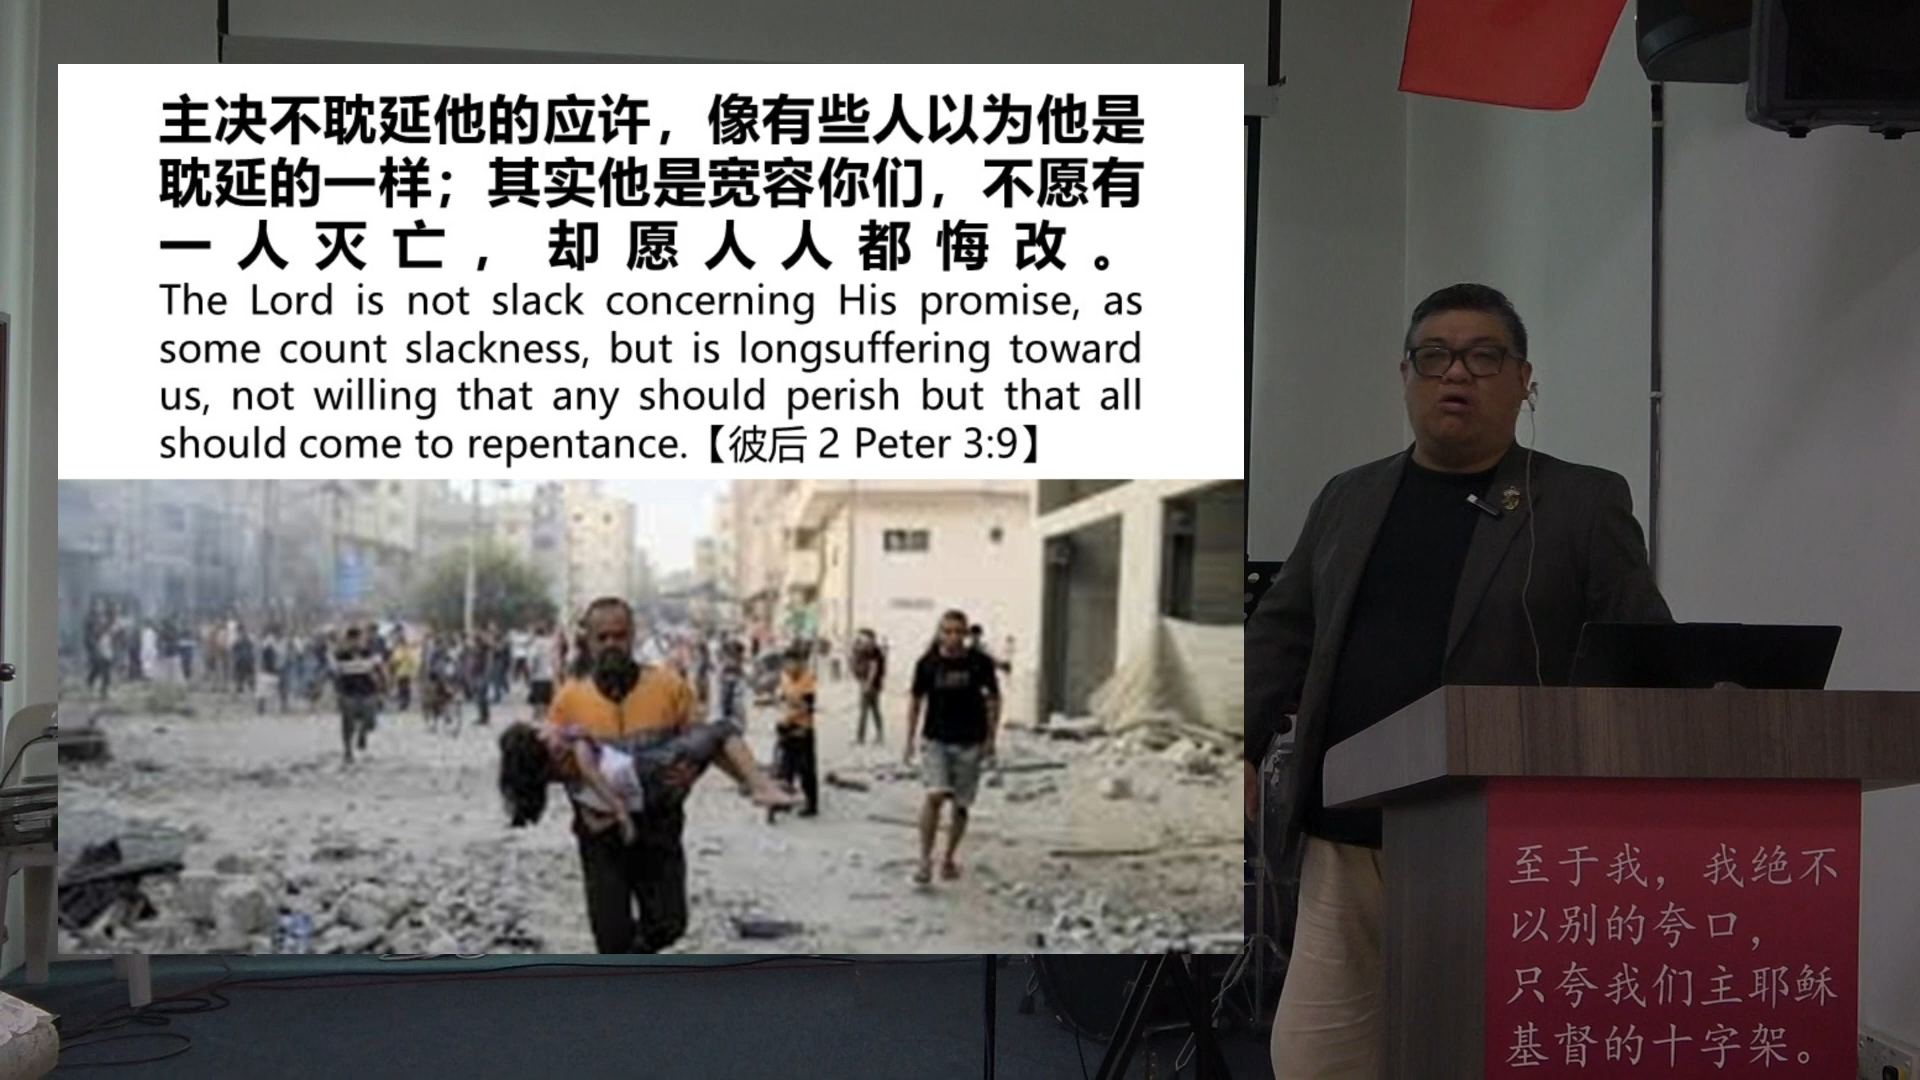 主决不耽延他的应许，像有些人以为他是
耽延的一样；其实他是宽容你们，不愿有
一人灭亡，却愿人人都悔改。
The Lord is not slack concerning His promise, as
some count slackness, but is longsuffering toward
us, not willing that any should perish but that all
should come to repentance.【彼后 2 Peter 3:9】
至于我，我绝不
以别的夸口，
只夸我们主耶稣
基督的十字架。